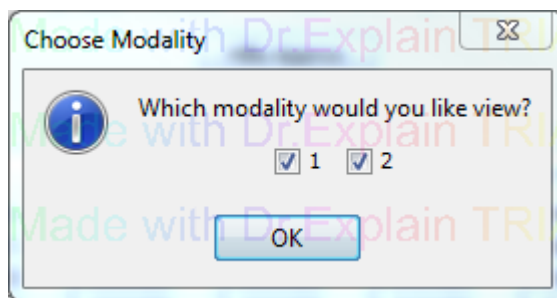 Choose Modality
Made with Dr.Explain TRI
Which modality would you like view?
1 2
Made with Dr.Explain TRI
OK
Made with Dr.Explain TRI